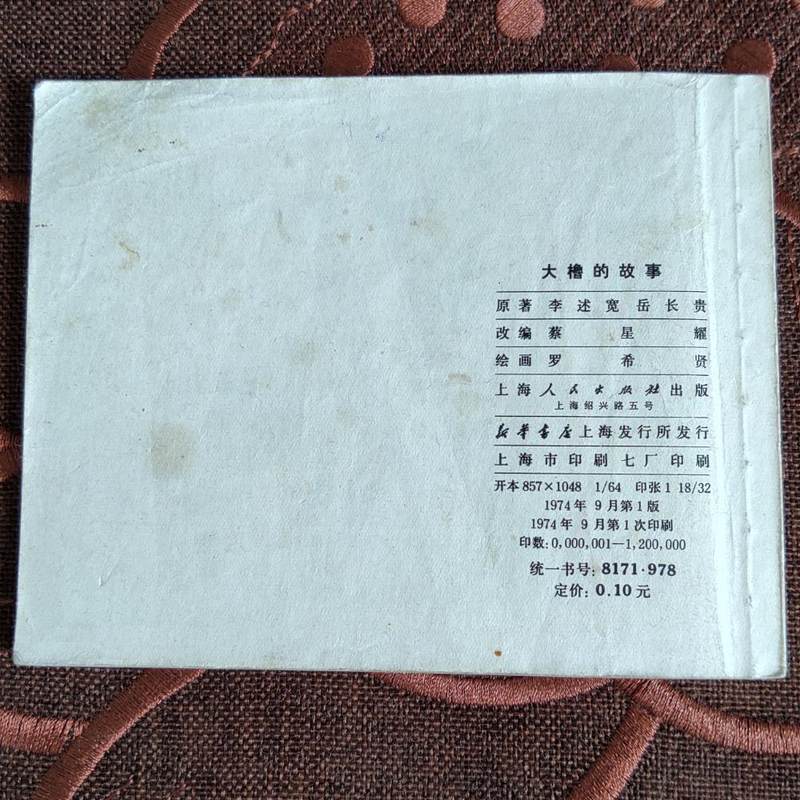 大橹的故事
原著 李述宽 岳长贵
改编 蔡星耀
绘画 罗希贤
上海人民出版社出版
上海绍兴路五号
新华书店上海发行所发行
上海市印刷七厂印刷
开本 857×1048 1/64 印张 1 18/32
1974年 9月第1版
1974年 9月第1次印刷
印数: 0,000,001—1,200,000
统一书号: 8171·978
定价: 0.10 元